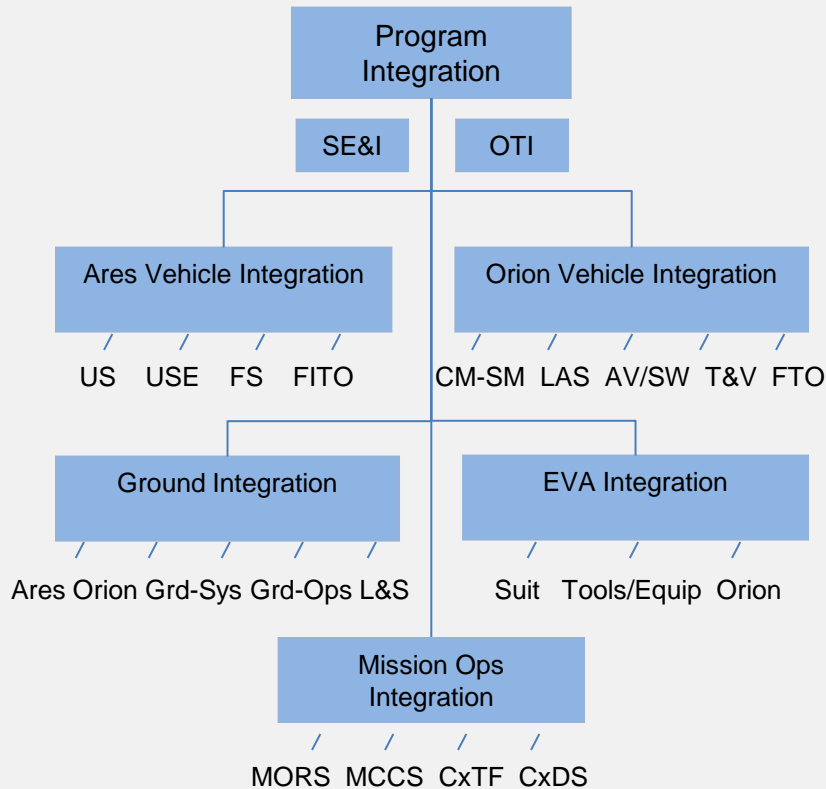 Program
Integration
SE&I OTI
Ares Vehicle Integration Orion Vehicle Integration
US USE FS FITO CM-SM LAS AV/SW T&V FTO
Ground Integration EVA Integration
Ares Orion Grd-Sys Grd-Ops L&S Suit Tools/Equip Orion
Mission Ops
Integration
MORS MCCS CxTF CxDS